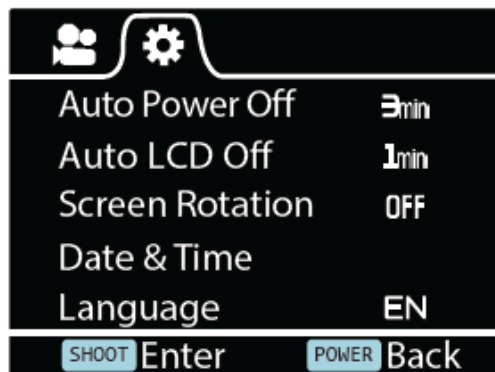 Auto Power Off 3min
Auto LCD Off 1min
Screen Rotation OFF
Date & Time
Language EN
SHOOT Enter POWER Back